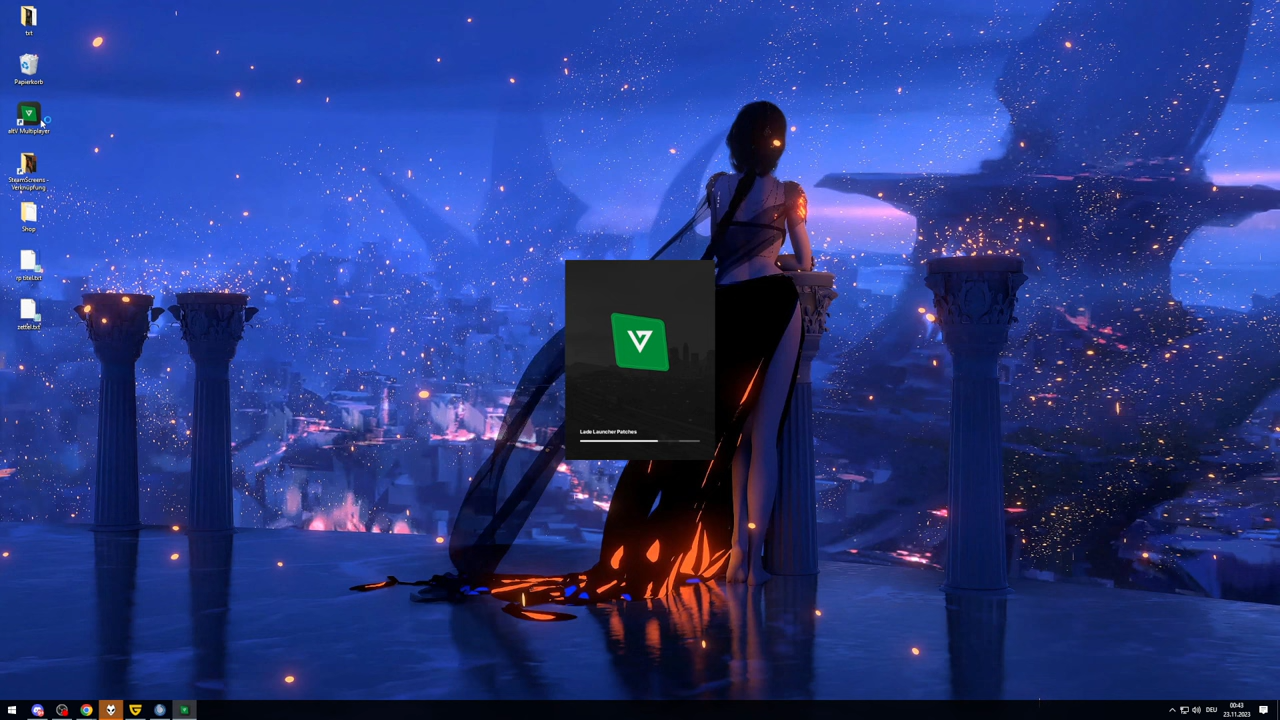 txt
Papierkorb
altV Multiplayer
SteamScreens -
Verknüpfung
Shop
rp titel.txt
zettel.txt
Lade Launcher Patches
DEU
00:43
23.11.2023